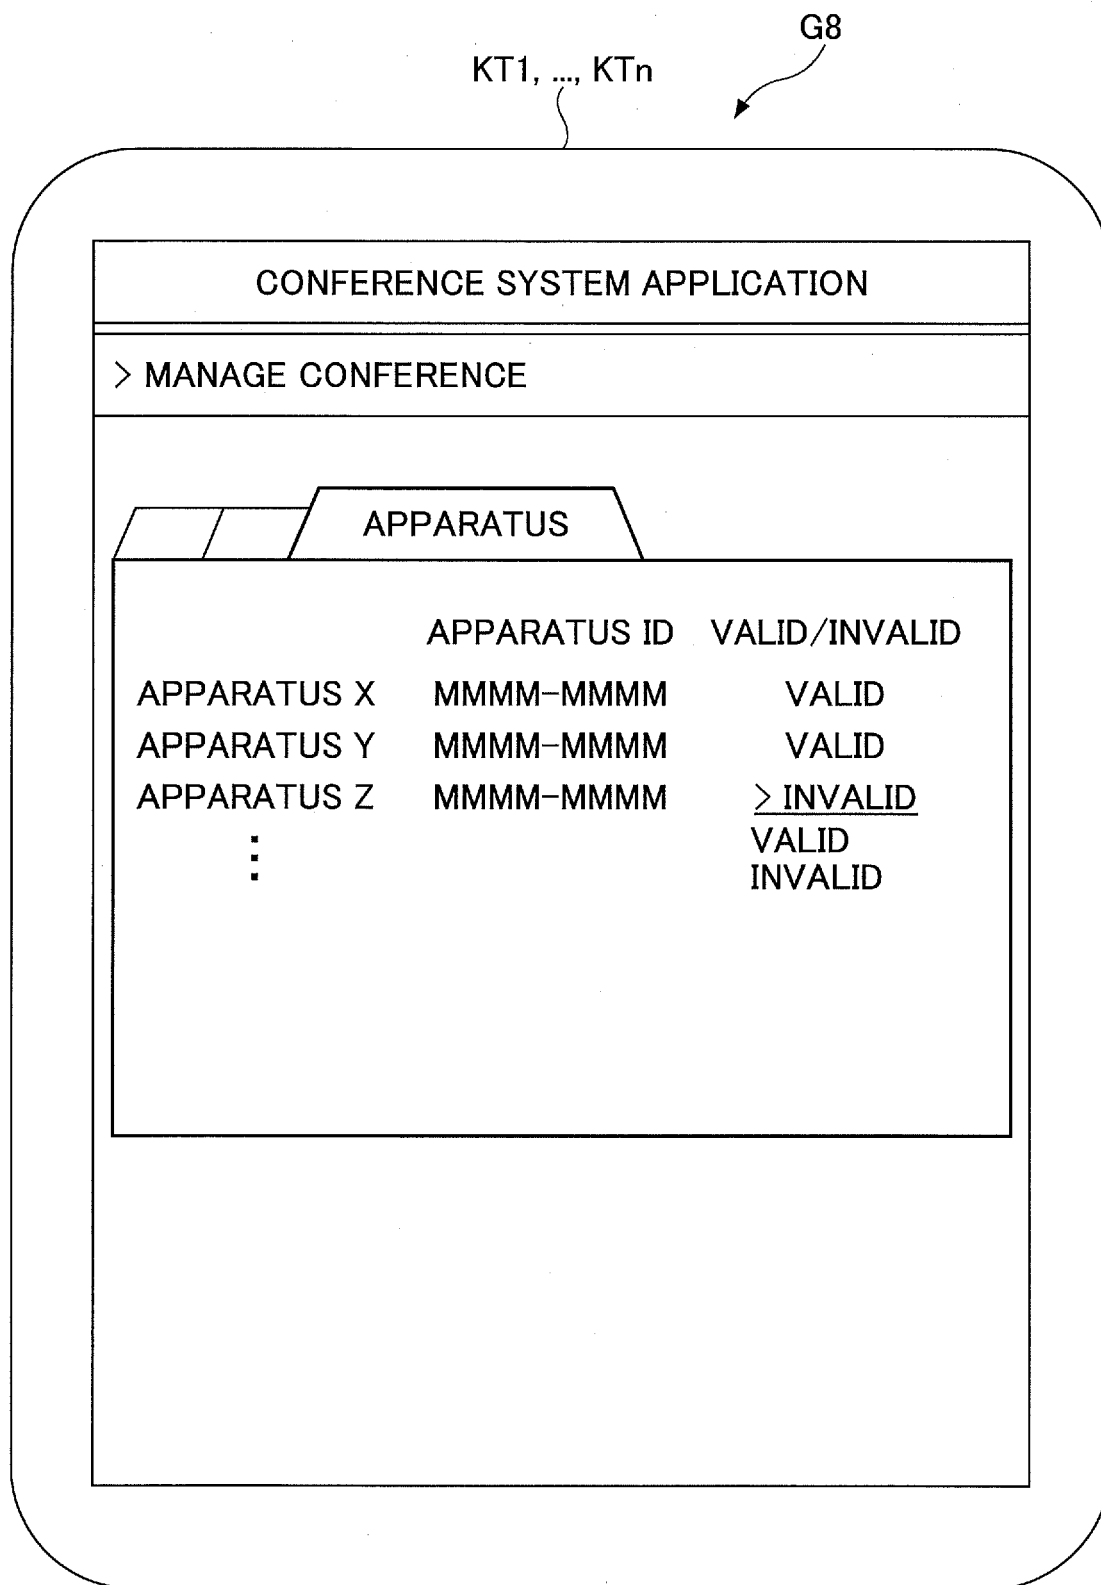 G8
KT1, ..., KTn
CONFERENCE SYSTEM APPLICATION
> MANAGE CONFERENCE
APPARATUS
APPARATUS ID VALID/INVALID
APPARATUS X MMMM-MMMM VALID
APPARATUS Y MMMM-MMMM VALID
APPARATUS Z MMMM-MMMM > INVALID
VALID
INVALID